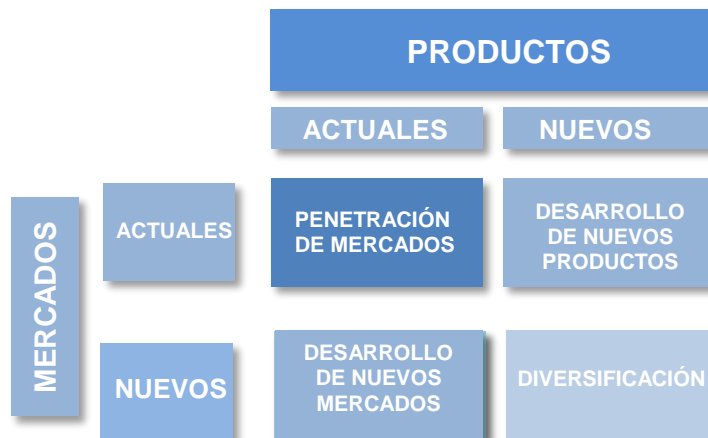 PRODUCTOS
ACTUALES
NUEVOS
MERCADOS
ACTUALES
PENETRACIÓN
DE MERCADOS
DESARROLLO
DE NUEVOS
PRODUCTOS
NUEVOS
DESARROLLO
DE NUEVOS
MERCADOS
DIVERSIFICACIÓN